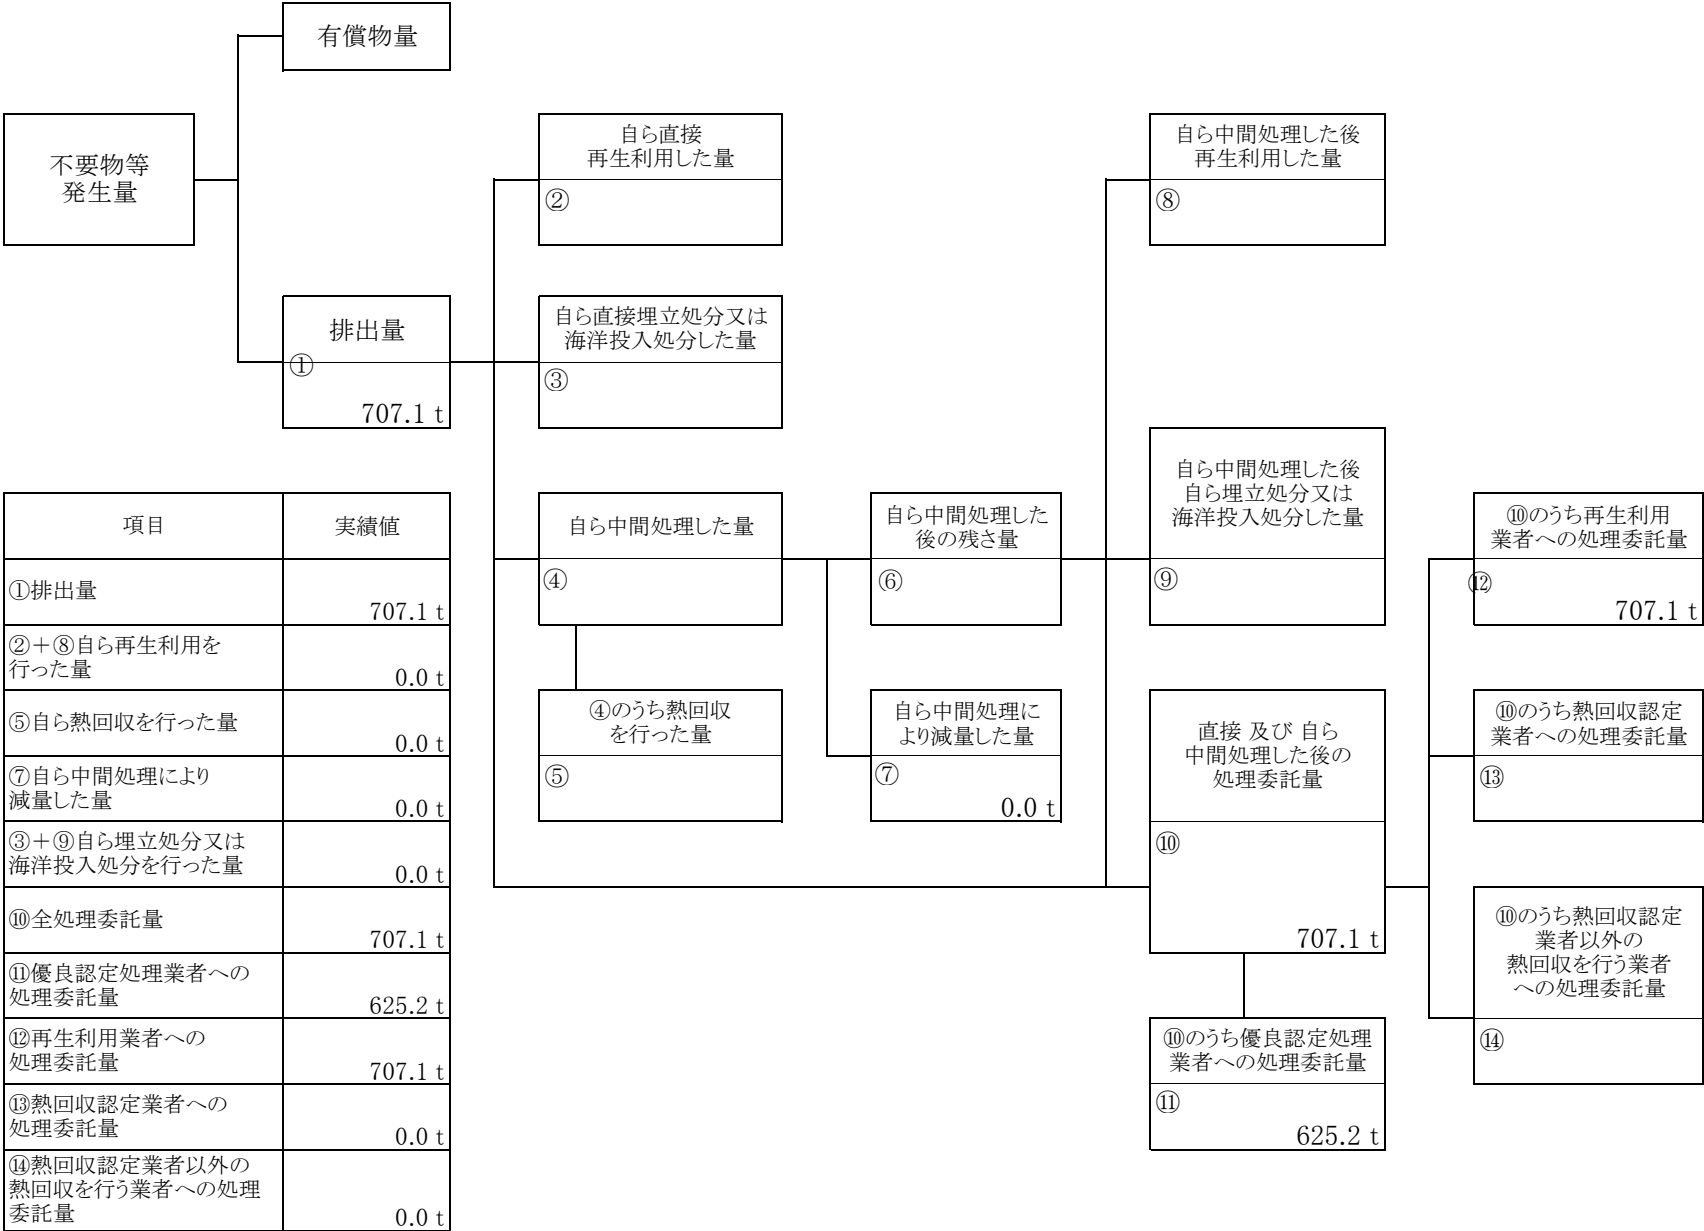 有償物量
不要物等
発生量
排出量
①
707.1 t
自ら直接
再生利用した量
②
自ら直接埋立処分又は
海洋投入処分した量
③
自ら中間処理した量
④
④のうち熱回収
を行った量
⑤
自ら中間処理した
後の残さ量
⑥
自ら中間処理に
より減量した量
⑦
0.0 t
自ら中間処理した後
再生利用した量
⑧
自ら中間処理した後
自ら埋立処分又は
海洋投入処分した量
⑨
直接 及び 自ら
中間処理した後の
処理委託量
⑩
707.1 t
⑩のうち優良認定処理
業者への処理委託量
⑪
625.2 t
⑩のうち再生利用
業者への処理委託量
⑫
707.1 t
⑩のうち熱回収認定
業者への処理委託量
⑬
⑩のうち熱回収認定
業者以外の
熱回収を行う業者
への処理委託量
⑭
項目
実績値
①排出量
707.1 t
②＋⑧自ら再生利用を
行った量
0.0 t
⑤自ら熱回収を行った量
0.0 t
⑦自ら中間処理により
減量した量
0.0 t
③＋⑨自ら埋立処分又は
海洋投入処分を行った量
0.0 t
⑩全処理委託量
707.1 t
⑪優良認定処理業者への
処理委託量
625.2 t
⑫再生利用業者への
処理委託量
707.1 t
⑬熱回収認定業者への
処理委託量
0.0 t
⑭熱回収認定業者以外の
熱回収を行う業者への処理
委託量
0.0 t